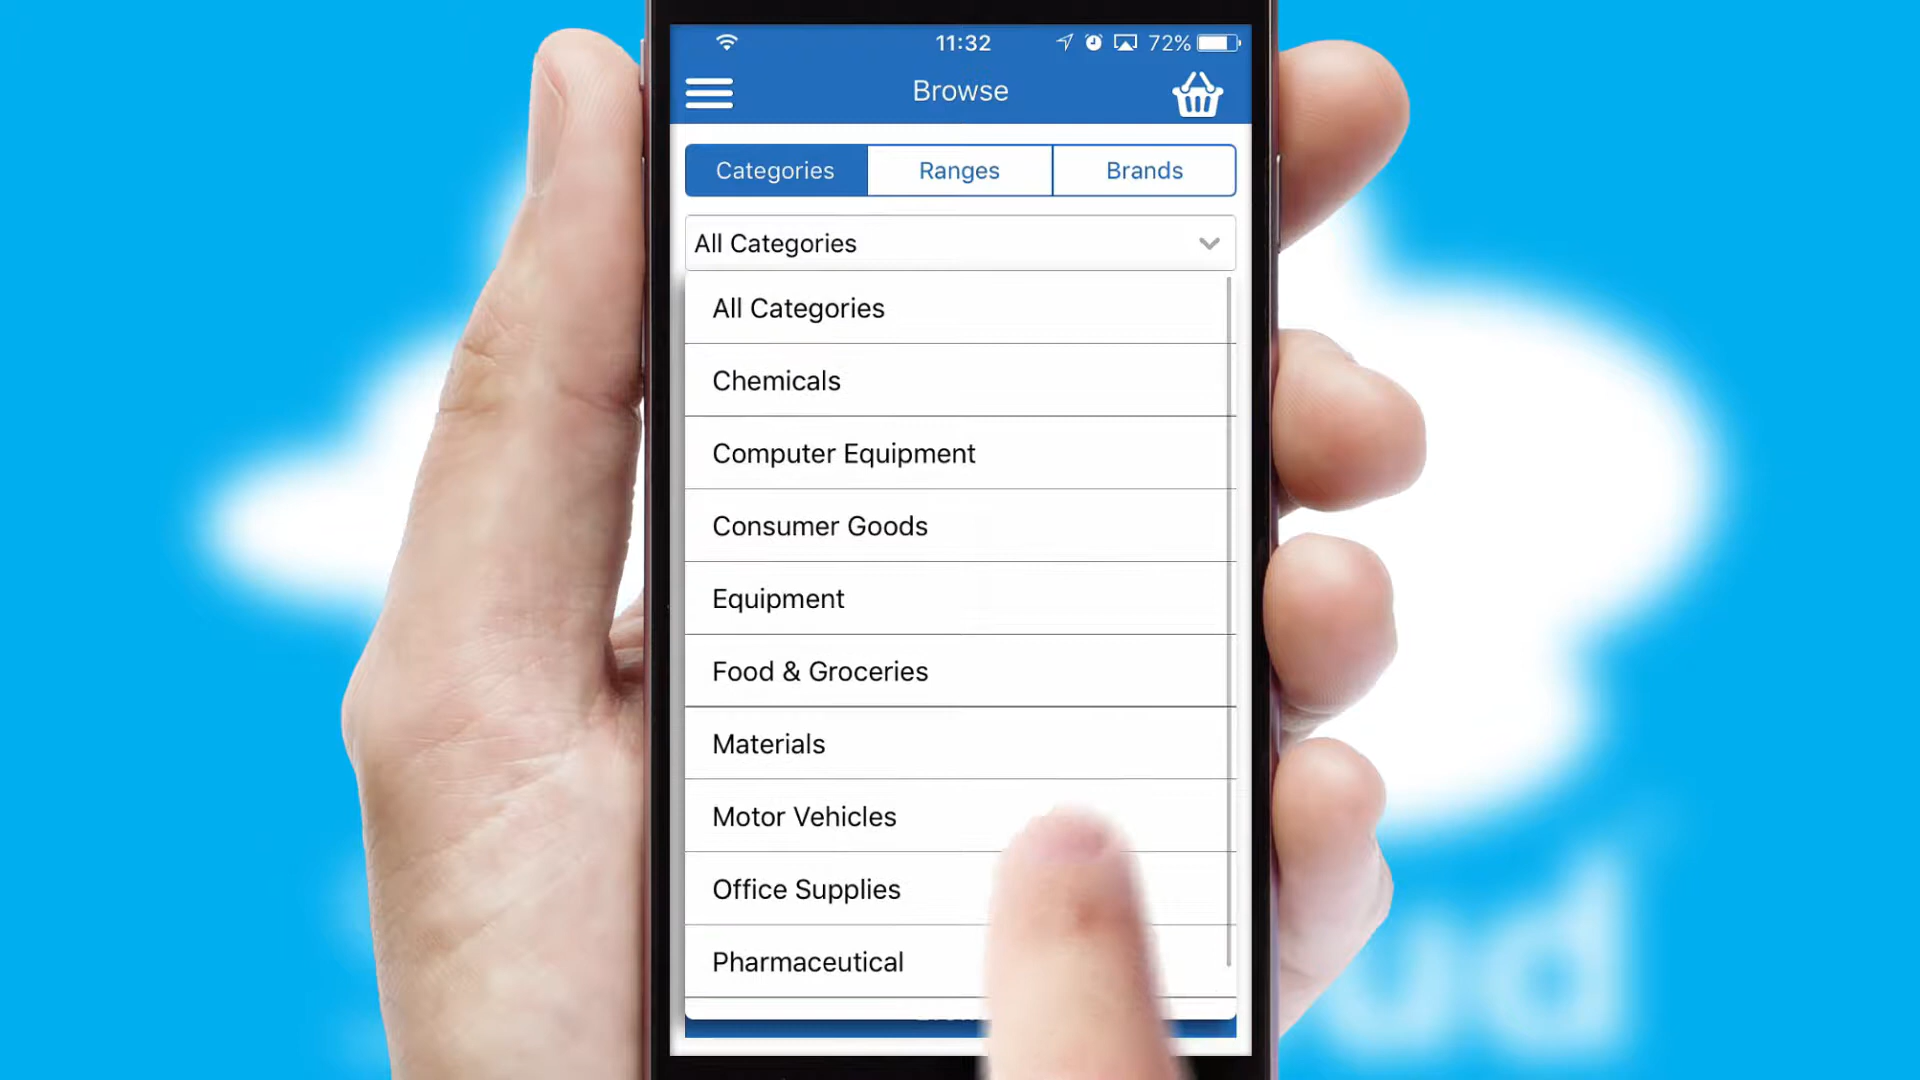 11:32
72%
Browse
Categories
Ranges
Brands
All Categories
All Categories
Chemicals
Computer Equipment
Consumer Goods
Equipment
Food & Groceries
Materials
Motor Vehicles
Office Supplies
Pharmaceutical